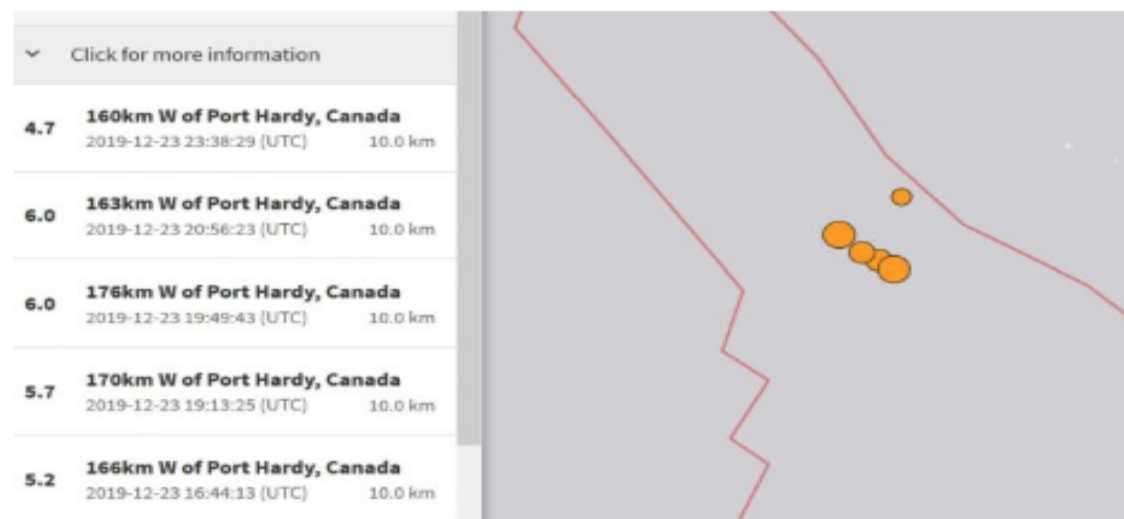 Click for more information
4.7
160km W of Port Hardy, Canada
2019-12-23 23:38:29 (UTC) 10.0 km
6.0
163km W of Port Hardy, Canada
2019-12-23 20:56:23 (UTC) 10.0 km
6.0
176km W of Port Hardy, Canada
2019-12-23 19:49:43 (UTC) 10.0 km
5.7
170km W of Port Hardy, Canada
2019-12-23 19:13:25 (UTC) 10.0 km
5.2
166km W of Port Hardy, Canada
2019-12-23 16:44:13 (UTC) 10.0 km